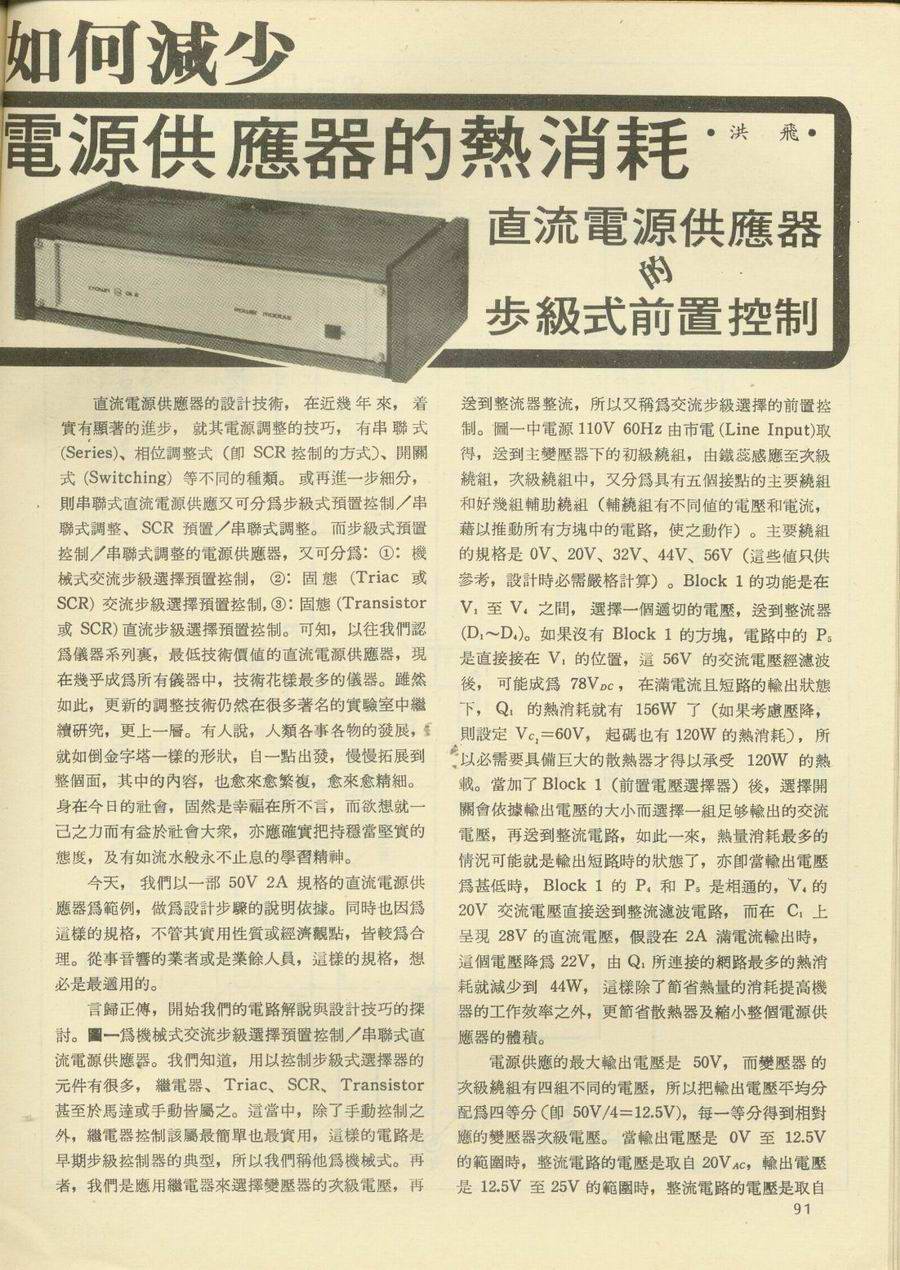 如何減少
電源供應器的熱消耗
・洪　飛・
直流電源供應器
的
步級式前置控制
crown
POWER MODULE
直流電源供應器的設計技術，在近幾年來，着
實有顯著的進步，就其電源調整的技巧，有串聯式
(Series)、相位調整式（卽 SCR 控制的方式）、開關
式 (Switching) 等不同的種類。或再進一步細分，
則串聯式直流電源供應又可分爲步級式預置控制／串
聯式調整、SCR 預置／串聯式調整。而步級式預置
控制／串聯式調整的電源供應器，又可分爲：①：機
械式交流步級選擇預置控制，②：固態 (Triac 或
SCR) 交流步級選擇預置控制，③：固態 (Transistor
或 SCR) 直流步級選擇預置控制。可知，以往我們認
爲儀器系列裏，最低技術價值的直流電源供應器，現
在幾乎成爲所有儀器中，技術花樣最多的儀器。雖然
如此，更新的調整技術仍然在很多著名的實驗室中繼
續研究，更上一層。有人說，人類各事各物的發展，
就如倒金字塔一樣的形狀，自一點出發，慢慢拓展到
整個面，其中的內容，也愈來愈繁複，愈來愈精細。
身在今日的社會，固然是幸福在所不言，而欲想就一
己之力而有益於社會大衆，亦應確實把持穩當堅實的
態度，及有如流水般永不止息的學習精神。
今天，我們以一部 50V 2A 規格的直流電源供
應器爲範例，做爲設計步驟的說明依據。同時也因爲
這樣的規格，不管其實用性質或經濟觀點，皆較爲合
理。從事音響的業者或是業餘人員，這樣的規格，想
必是最適用的。
言歸正傳，開始我們的電路解說與設計技巧的探
討。圖一爲機械式交流步級選擇預置控制／串聯式直
流電源供應器。我們知道，用以控制步級式選擇器的
元件有很多，繼電器、Triac、SCR、Transistor
甚至於馬達或手動皆屬之。這當中，除了手動控制之
外，繼電器控制該屬最簡單也最實用，這樣的電路是
早期步級控制器的典型，所以我們稱他爲機械式。再
者，我們是應用繼電器來選擇變壓器的次級電壓，再
送到整流器整流，所以又稱爲交流步級選擇的前置控
制。圖一中電源 110V 60Hz 由市電 (Line Input)取
得，送到主變壓器下的初級繞組，由鐵蕊感應至次級
繞組，次級繞組中，又分爲具有五個接點的主要繞組
和好幾組輔助繞組（輔繞組有不同值的電壓和電流，
藉以推動所有方塊中的電路，使之動作）。主要繞組
的規格是 0V、20V、32V、44V、56V（這些值只供
參考，設計時必需嚴格計算）。Block 1 的功能是在
V₁ 至 V₄ 之間，選擇一個適切的電壓，送到整流器
(D₁～D₄)。如果沒有 Block 1 的方塊，電路中的 P₅
是直接接在 V₁ 的位置，這 56V 的交流電壓經濾波
後，可能成爲 78VDC，在滿電流且短路的輸出狀態
下，Q₁ 的熱消耗就有 156W 了（如果考慮壓降，
則設定 Vc₁=60V，起碼也有 120W 的熱消耗），所
以必需要具備巨大的散熱器才得以承受 120W 的熱
載。當加了 Block 1（前置電壓選擇器）後，選擇開
關會依據輸出電壓的大小而選擇一組足够輸出的交流
電壓，再送到整流電路，如此一來，熱量消耗最多的
情況可能就是輸出短路時的狀態了，亦卽當輸出電壓
爲甚低時，Block 1 的 P₄ 和 P₅ 是相通的，V₄ 的
20V 交流電壓直接送到整流濾波電路，而在 C₁ 上
呈現 28V 的直流電壓，假設在 2A 滿電流輸出時，
這個電壓降爲 22V，由 Q₁ 所連接的網路最多的熱消
耗就減少到 44W，這樣除了節省熱量的消耗提高機
器的工作效率之外，更節省散熱器及縮小整個電源供
應器的體積。
電源供應的最大輸出電壓是 50V，而變壓器的
次級繞組有四組不同的電壓，所以把輸出電壓平均分
配爲四等分（卽 50V/4=12.5V），每一等分得到相對
應的變壓器次級電壓。當輸出電壓是 0V 至 12.5V
的範圍時，整流電路的電壓是取自 20VAC，輸出電壓
是 12.5V 至 25V 的範圍時，整流電路的電壓是取自
91